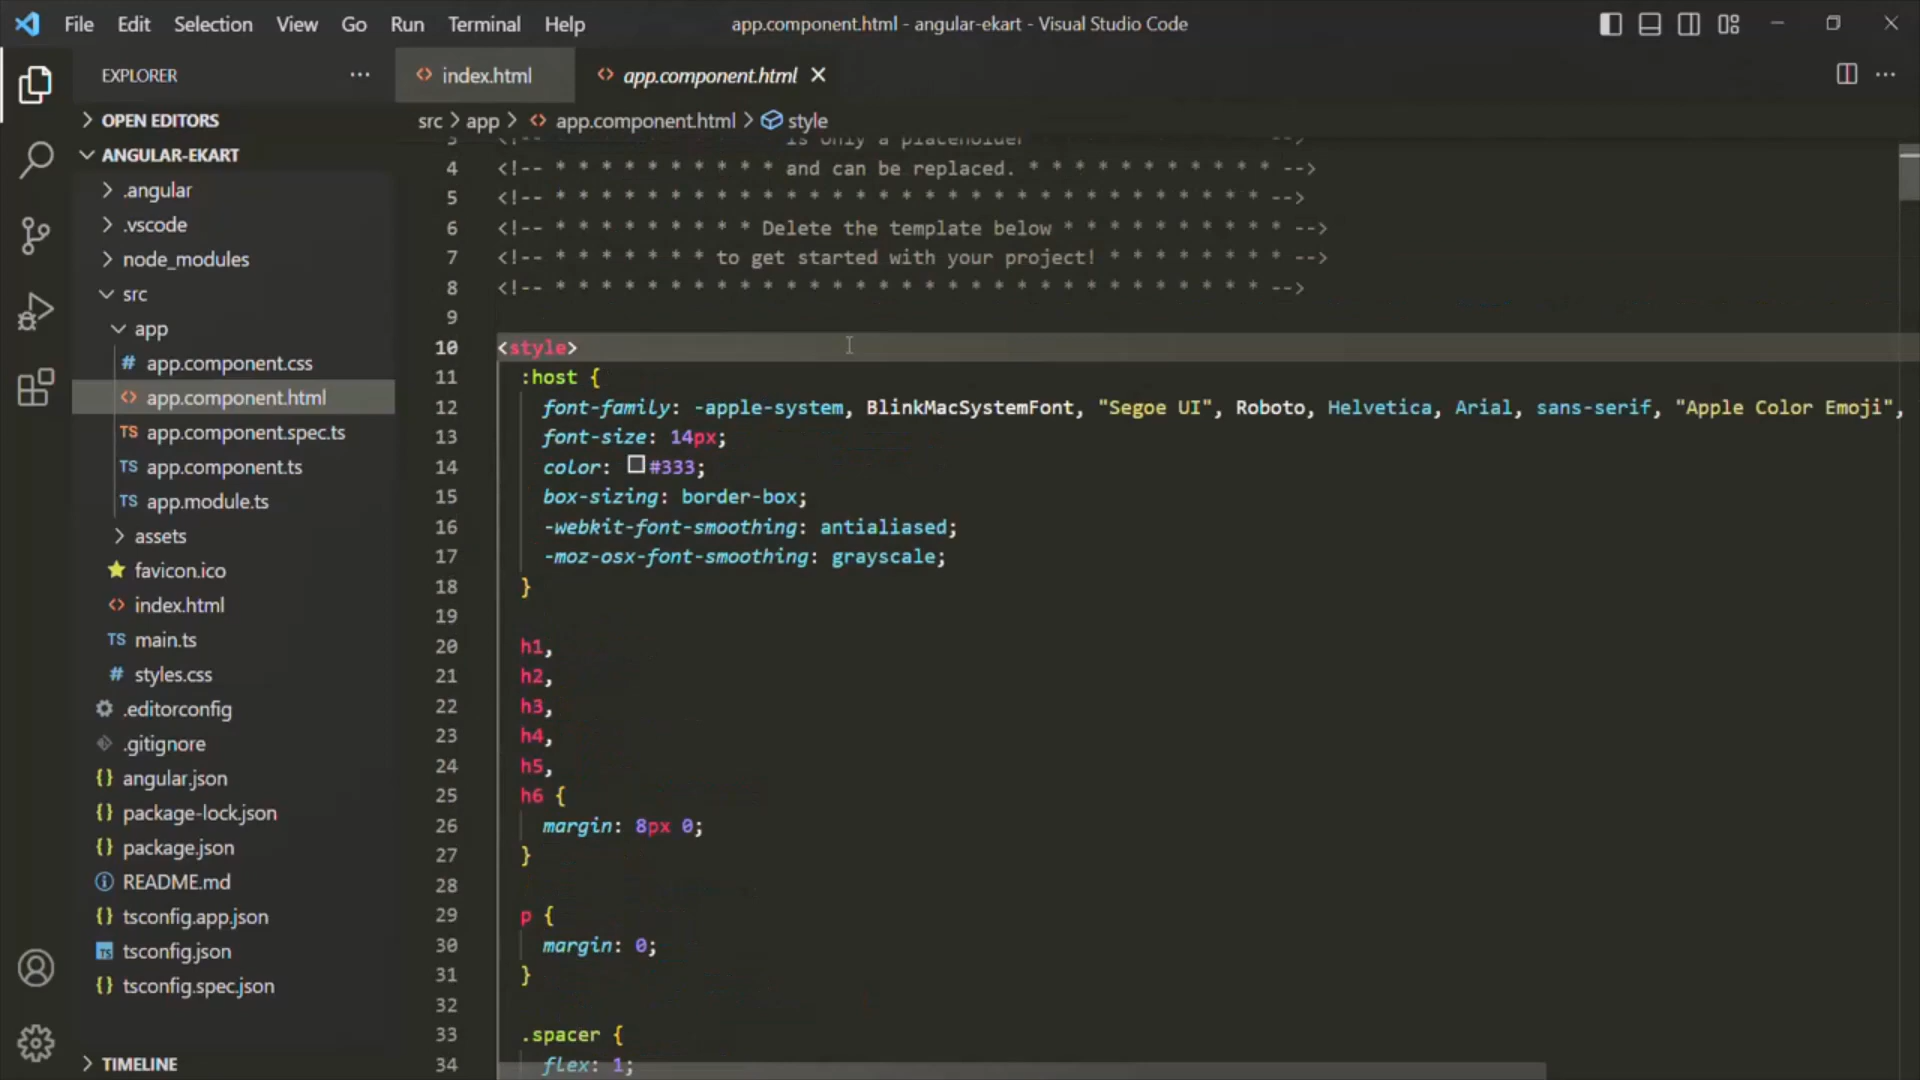 File Edit Selection View Go Run Terminal Help
app.component.html - angular-ekart - Visual Studio Code
EXPLORER
OPEN EDITORS
ANGULAR-EKART
.angular
.vscode
node_modules
src
app
app.component.css
app.component.html
app.component.spec.ts
app.component.ts
app.module.ts
assets
favicon.ico
index.html
main.ts
styles.css
.editorconfig
.gitignore
angular.json
package-lock.json
package.json
README.md
tsconfig.app.json
tsconfig.json
tsconfig.spec.json
TIMELINE
index.html app.component.html
src > app > app.component.html > style
3 <!-- is only a placeholder -->
4 <!-- * * * * * * * * * * and can be replaced. * * * * * * * * * * * -->
5 <!-- * * * * * * * * * * * * * * * * * * * * * * * * * * * * * * * -->
6 <!-- * * * * * * * * * Delete the template below * * * * * * * * * * -->
7 <!-- * * * * * * * to get started with your project! * * * * * * * * -->
8 <!-- * * * * * * * * * * * * * * * * * * * * * * * * * * * * * * * -->
9
10 <style>
11 :host {
12 font-family: -apple-system, BlinkMacSystemFont, "Segoe UI", Roboto, Helvetica, Arial, sans-serif, "Apple Color Emoji",
13 font-size: 14px;
14 color: #333;
15 box-sizing: border-box;
16 -webkit-font-smoothing: antialiased;
17 -moz-osx-font-smoothing: grayscale;
18 }
19
20 h1,
21 h2,
22 h3,
23 h4,
24 h5,
25 h6 {
26 margin: 8px 0;
27 }
28
29 p {
30 margin: 0;
31 }
32
33 .spacer {
34 flex: 1;